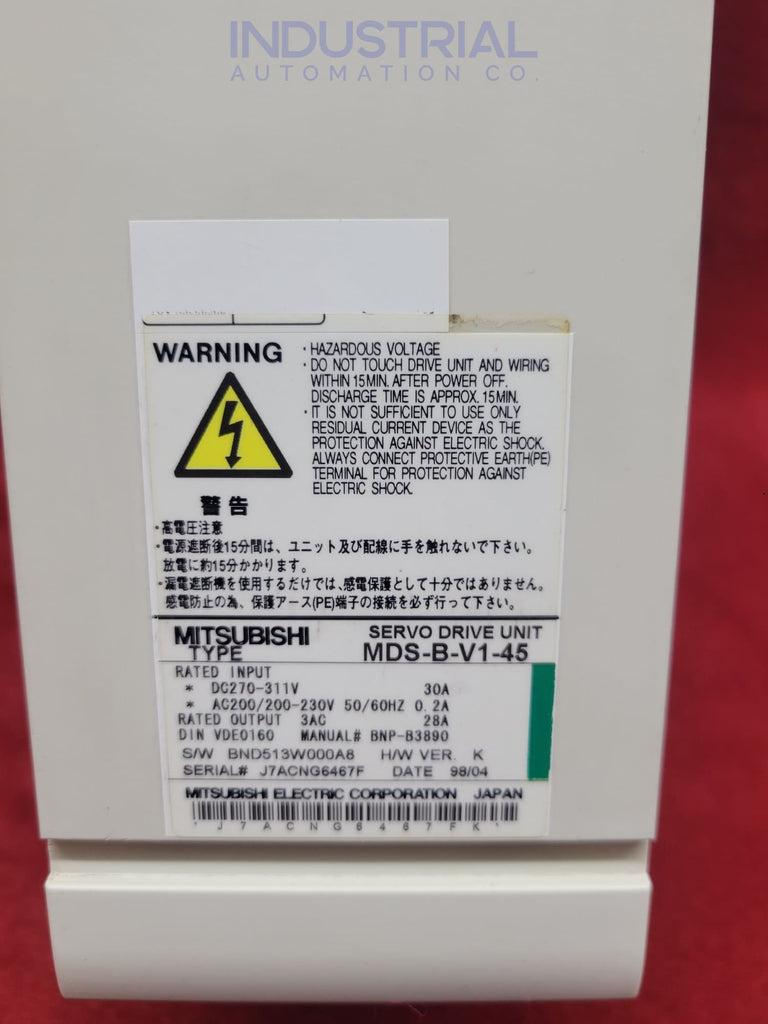 INDUSTRIAL
AUTOMATION CO.
WARNING
・HAZARDOUS VOLTAGE
・DO NOT TOUCH DRIVE UNIT AND WIRING
WITHIN 15MIN. AFTER POWER OFF.
DISCHARGE TIME IS APPROX. 15MIN.
・IT IS NOT SUFFICIENT TO USE ONLY
RESIDUAL CURRENT DEVICE AS THE
PROTECTION AGAINST ELECTRIC SHOCK.
ALWAYS CONNECT PROTECTIVE EARTH(PE)
TERMINAL FOR PROTECTION AGAINST
ELECTRIC SHOCK.
警告
・高電圧注意
・電源遮断後15分間は、ユニット及び配線に手を触れないで下さい。
放電に約15分かかります。
・漏電遮断機を使用するだけでは、感電保護として十分ではありません。
感電防止の為、保護アース(PE)端子の接続を必ず行って下さい。
MITSUBISHI SERVO DRIVE UNIT
TYPE MDS-B-V1-45
RATED INPUT
* DC270-311V 30A
* AC200/200-230V 50/60HZ 0.2A
RATED OUTPUT 3AC 28A
DIN VDE0160 MANUAL# BNP-B3890
S/W BND513W000A8 H/W VER. K
SERIAL# J7ACNG6467F DATE 98/04
MITSUBISHI ELECTRIC CORPORATION JAPAN
* J 7 A C N G 6 4 6 7 F K *